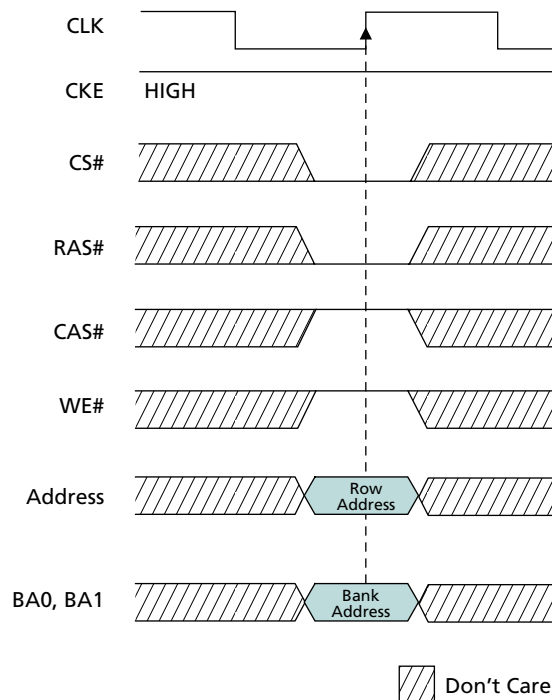 CLK
CKE HIGH
CS#
RAS#
CAS#
WE#
Address
Row
Address
BA0, BA1
Bank
Address
Don't Care